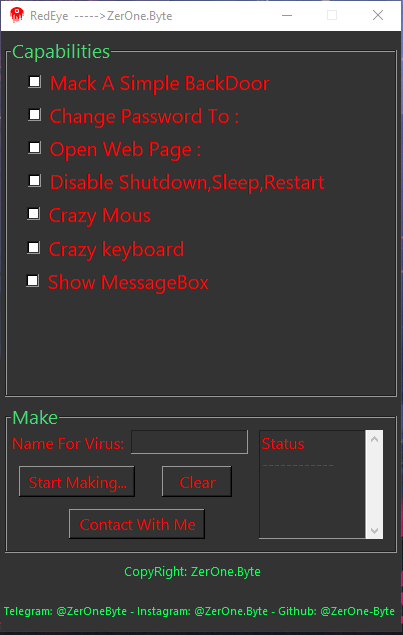 RedEye ----->ZerOne.Byte
Capabilities
Mack A Simple BackDoor
Change Password To :
Open Web Page :
Disable Shutdown,Sleep,Restart
Crazy Mous
Crazy keyboard
Show MessageBox
Make
Name For Virus:
Status
------------
Start Making...
Clear
Contact With Me
CopyRight: ZerOne.Byte
Telegram: @ZerOneByte - Instagram: @ZerOne.Byte - Github: @ZerOne-Byte